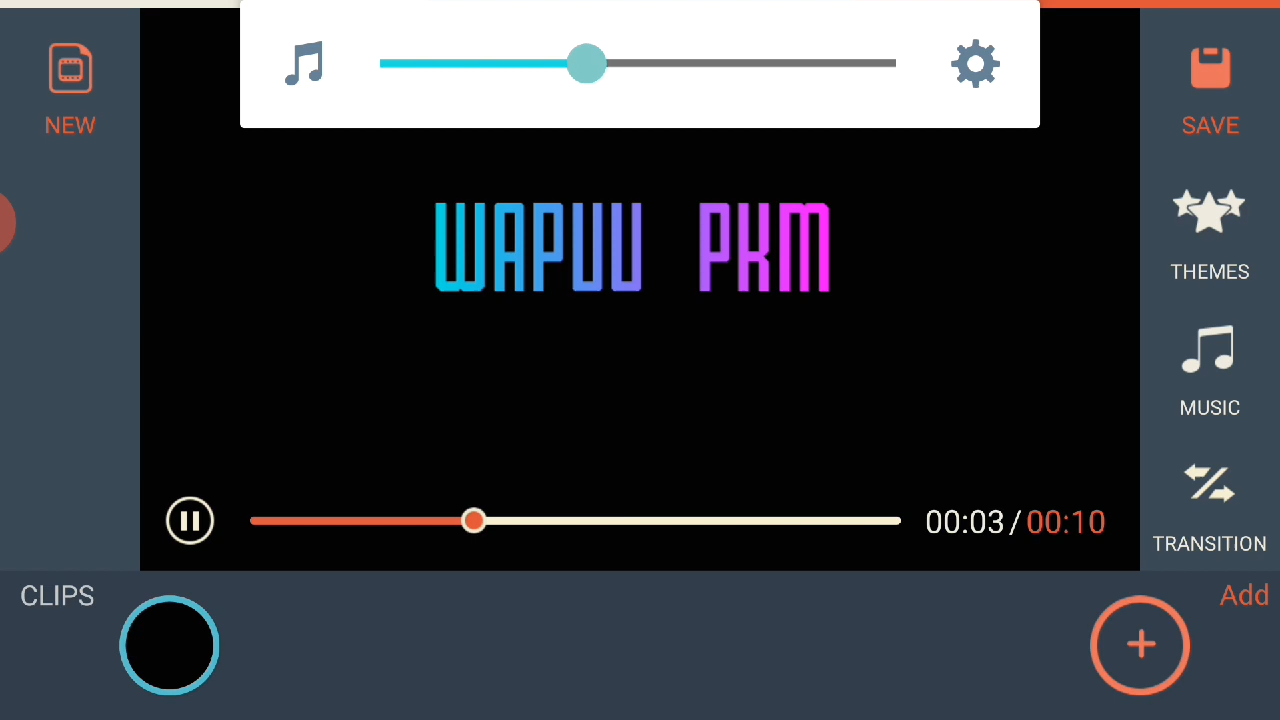 NEW
SAVE
WAPUU PKM
THEMES
MUSIC
00:03/00:10
TRANSITION
CLIPS
Add